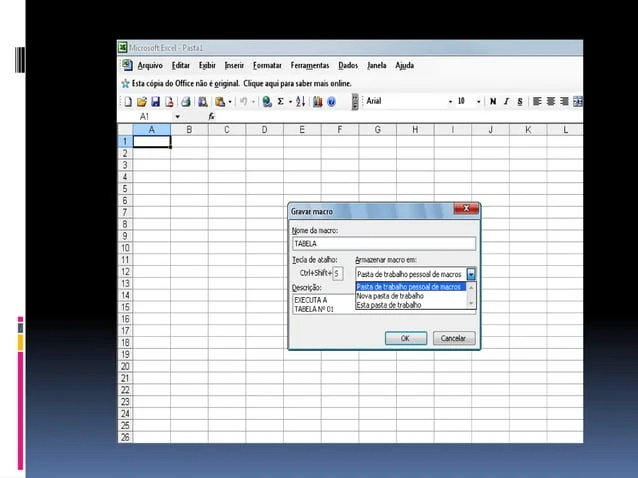 Microsoft Excel - Pasta1
Arquivo Editar Exibir Inserir Formatar Ferramentas Dados Janela Ajuda
Esta cópia do Office não é original. Clique aqui para saber mais online.
Arial 10 N I S
A1 fx
A B C D E F G H I J K L
1
2
3
4
5
6
7
8
9
10
11
12
13
14
15
16
17
18
19
20
21
22
23
24
25
26
Gravar macro
Nome da macro:
TABELA
Tecla de atalho: Armazenar macro em:
Ctrl+Shift+ S Pasta de trabalho pessoal de macros
Pasta de trabalho pessoal de macros
Nova pasta de trabalho
Esta pasta de trabalho
Descrição:
EXECUTA A
TABELA Nº 01
OK Cancelar